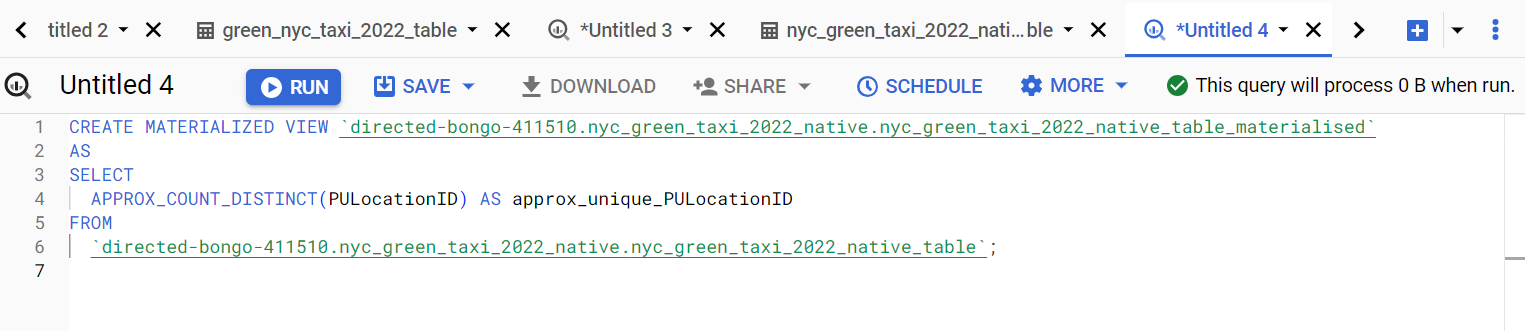 titled 2 green_nyc_taxi_2022_table *Untitled 3 nyc_green_taxi_2022_nati...ble *Untitled 4
Untitled 4 RUN SAVE DOWNLOAD SHARE SCHEDULE MORE This query will process 0 B when run.
1 CREATE MATERIALIZED VIEW `directed-bongo-411510.nyc_green_taxi_2022_native.nyc_green_taxi_2022_native_table_materialised`
2 AS
3 SELECT
4 APPROX_COUNT_DISTINCT(PULocationID) AS approx_unique_PULocationID
5 FROM
6 `directed-bongo-411510.nyc_green_taxi_2022_native.nyc_green_taxi_2022_native_table`;
7